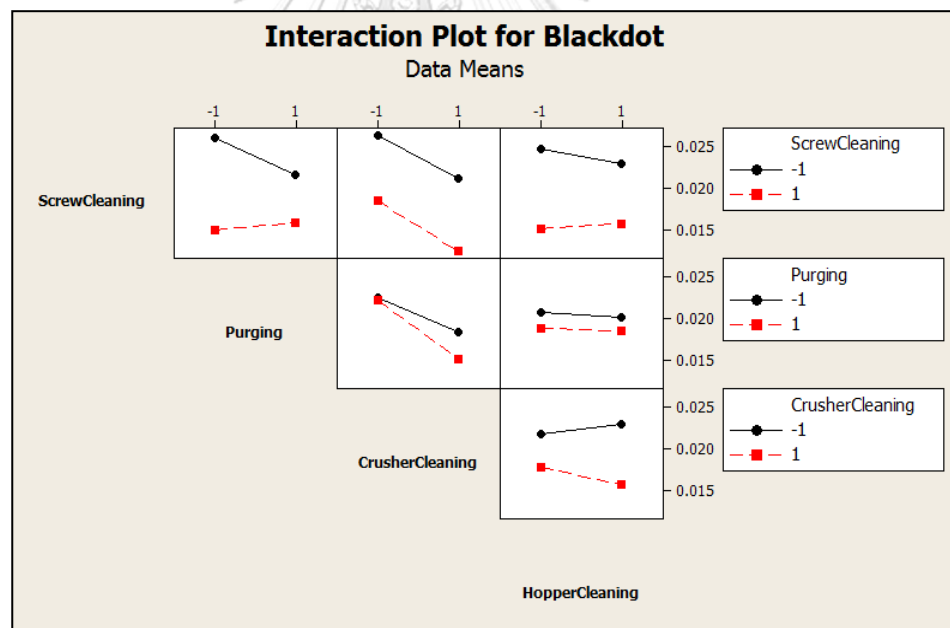 Interaction Plot for Blackdot
Data Means
-1 1 -1 1 -1 1
ScrewCleaning
0.025
0.020
0.015
ScrewCleaning
-1
1
Purging
0.025
0.020
0.015
Purging
-1
1
CrusherCleaning
0.025
0.020
0.015
CrusherCleaning
-1
1
HopperCleaning